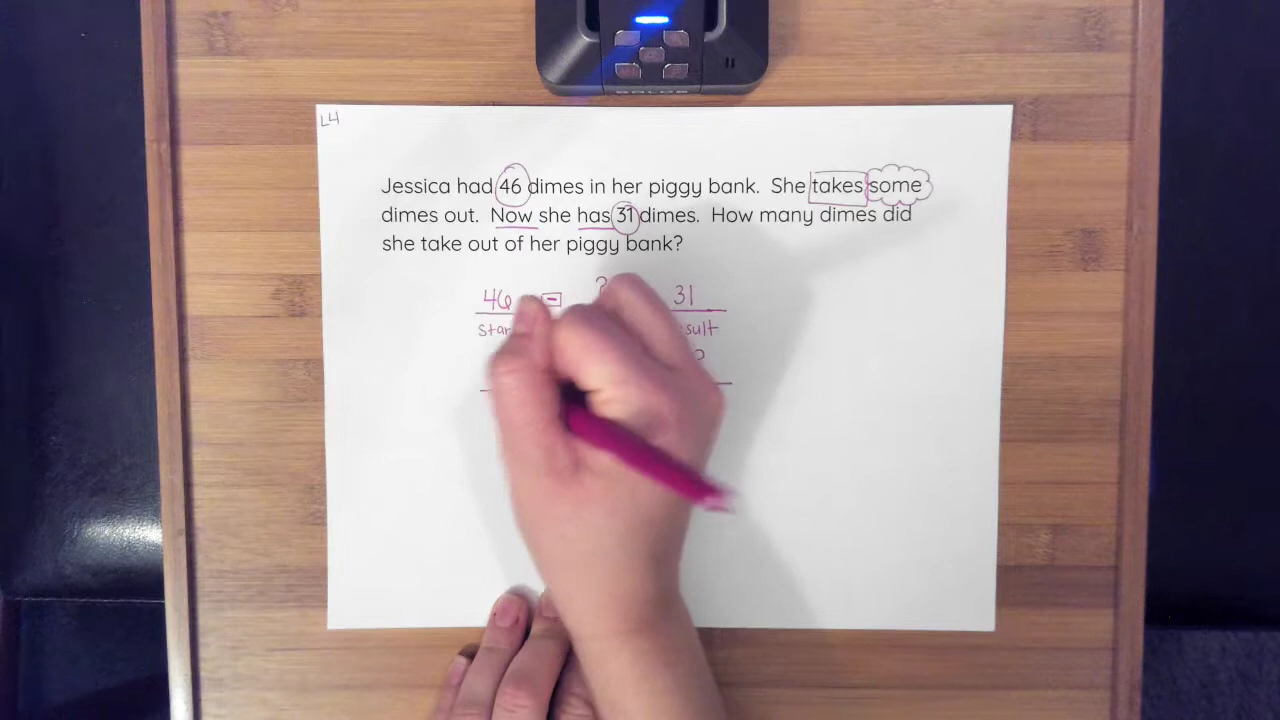 L4
Jessica had 46 dimes in her piggy bank. She takes some
dimes out. Now she has 31 dimes. How many dimes did
she take out of her piggy bank?
46 - ? 31